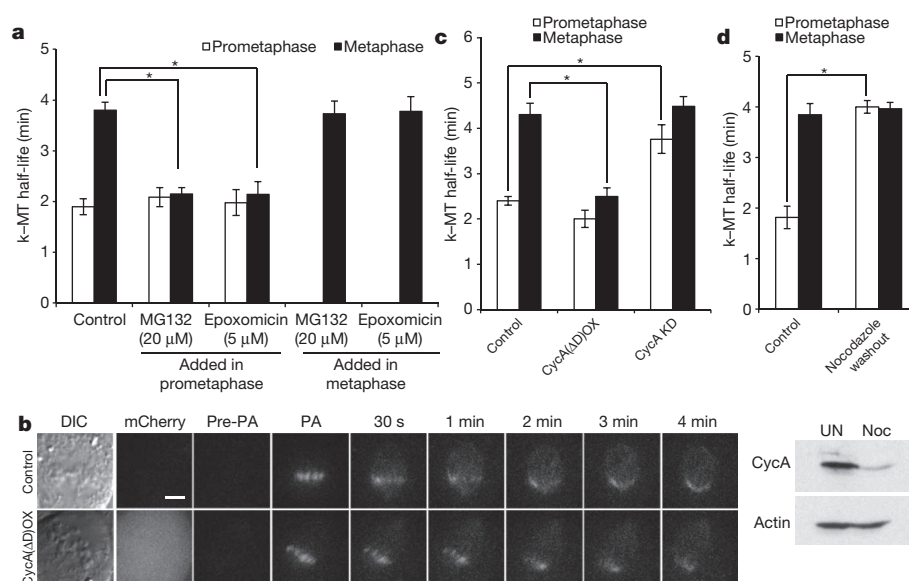 a
Prometaphase Metaphase
*
*
k–MT half-life (min)
5
4
3
2
1
0
Control
MG132 (20 µM)
Epoxomicin (5 µM)
MG132 (20 µM)
Epoxomicin (5 µM)
Added in prometaphase
Added in metaphase
c
Prometaphase
Metaphase
*
*
k–MT half-life (min)
6
5
4
3
2
1
0
Control
CycA(ΔD)OX
CycA KD
d
Prometaphase
Metaphase
*
k–MT half-life (min)
5
4
3
2
1
0
Control
Nocodazole washout
b
DIC mCherry Pre-PA PA 30 s 1 min 2 min 3 min 4 min
Control
CycA(ΔD)OX
UN Noc
CycA
Actin